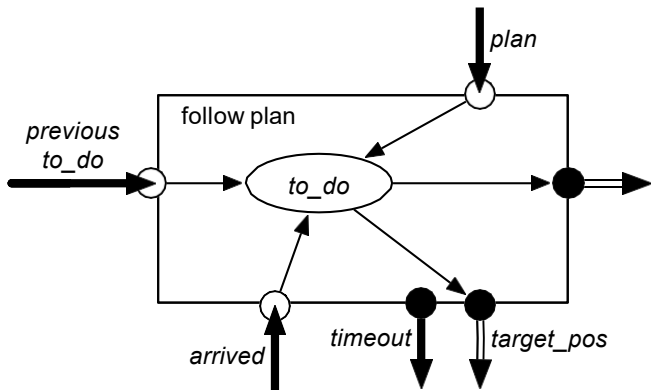 plan
follow plan
previous
to_do
to_do
timeout
target_pos
arrived